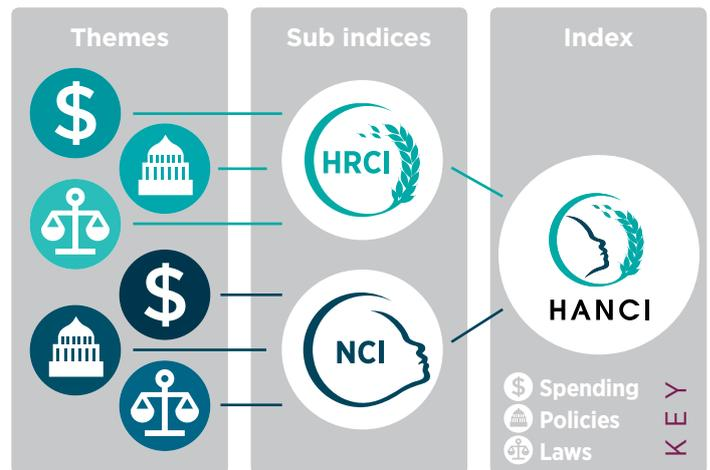 Themes
Sub indices
Index
$
HRCI
$
NCI
HANCI
$ Spending
Policies
Laws
KEY